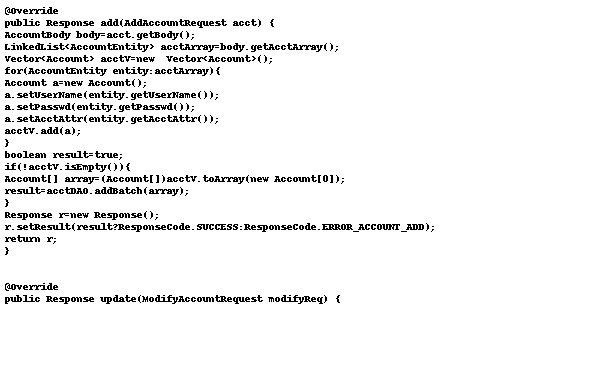 @Override
public Response add(AddAccountRequest acct) {
AccountBody body=acct.getBody();
LinkedList<AccountEntity> acctArray=body.getAcctArray();
Vector<Account> acctV=new  Vector<Account>();
for(AccountEntity entity:acctArray){
Account a=new Account();
a.setUserName(entity.getUserName());
a.setPasswd(entity.getPasswd());
a.setAcctAttr(entity.getAcctAttr());
acctV.add(a);
}
boolean result=true;
if(!acctV.isEmpty()){
Account[] array=(Account[])acctV.toArray(new Account[0]);
result=acctDAO.addBatch(array);
}
Response r=new Response();
r.setResult(result?ResponseCode.SUCCESS:ResponseCode.ERROR_ACCOUNT_ADD);
return r;
}
@Override
public Response update(ModifyAccountRequest modifyReq) {